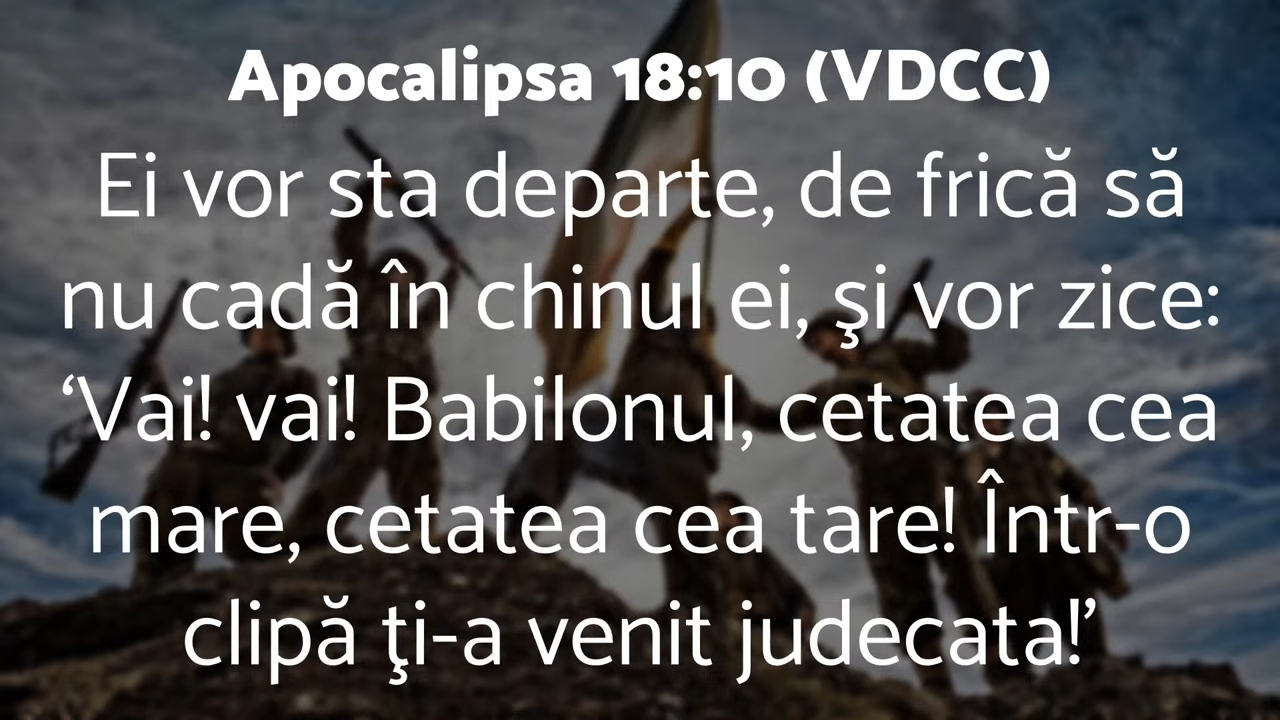 Apocalipsa 18:10 (VDCC)
Ei vor sta departe, de frică să
nu cadă în chinul ei, şi vor zice:
‘Vai! vai! Babilonul, cetatea cea
mare, cetatea cea tare! Într-o
clipă ţi-a venit judecata!’